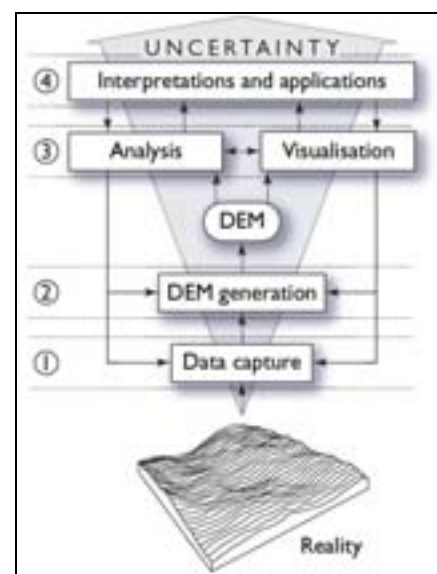 UNCERTAINTY
④ Interpretations and applications
③ Analysis Visualisation
DEM
② DEM generation
① Data capture
Reality